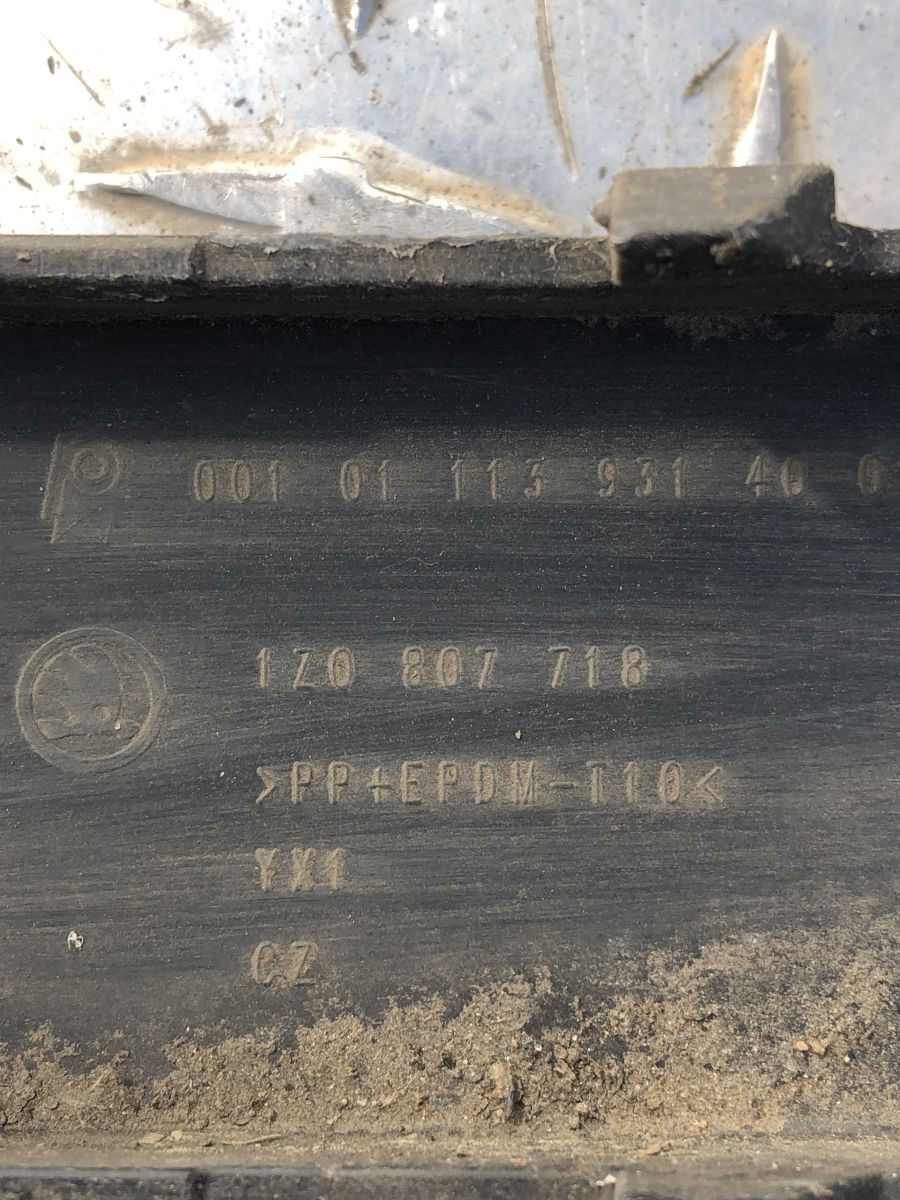 001 01 113 931 40
1Z0 807 718
>PP+EPDM-T10<
YX1
CZ